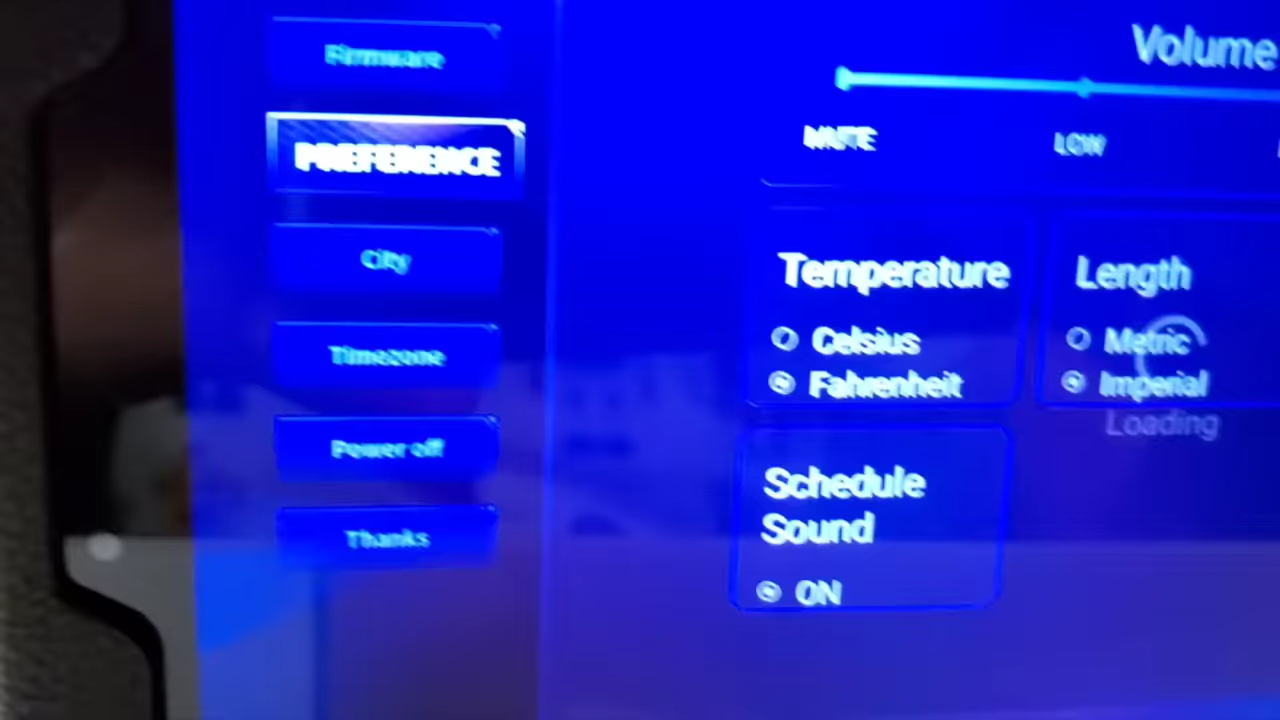 Firmware
PREFERENCE
City
Timezone
Power off
Thanks
Volume
MUTE
LOW
Temperature
Celsius
Fahrenheit
Length
Metric
Imperial
Loading
Schedule
Sound
ON